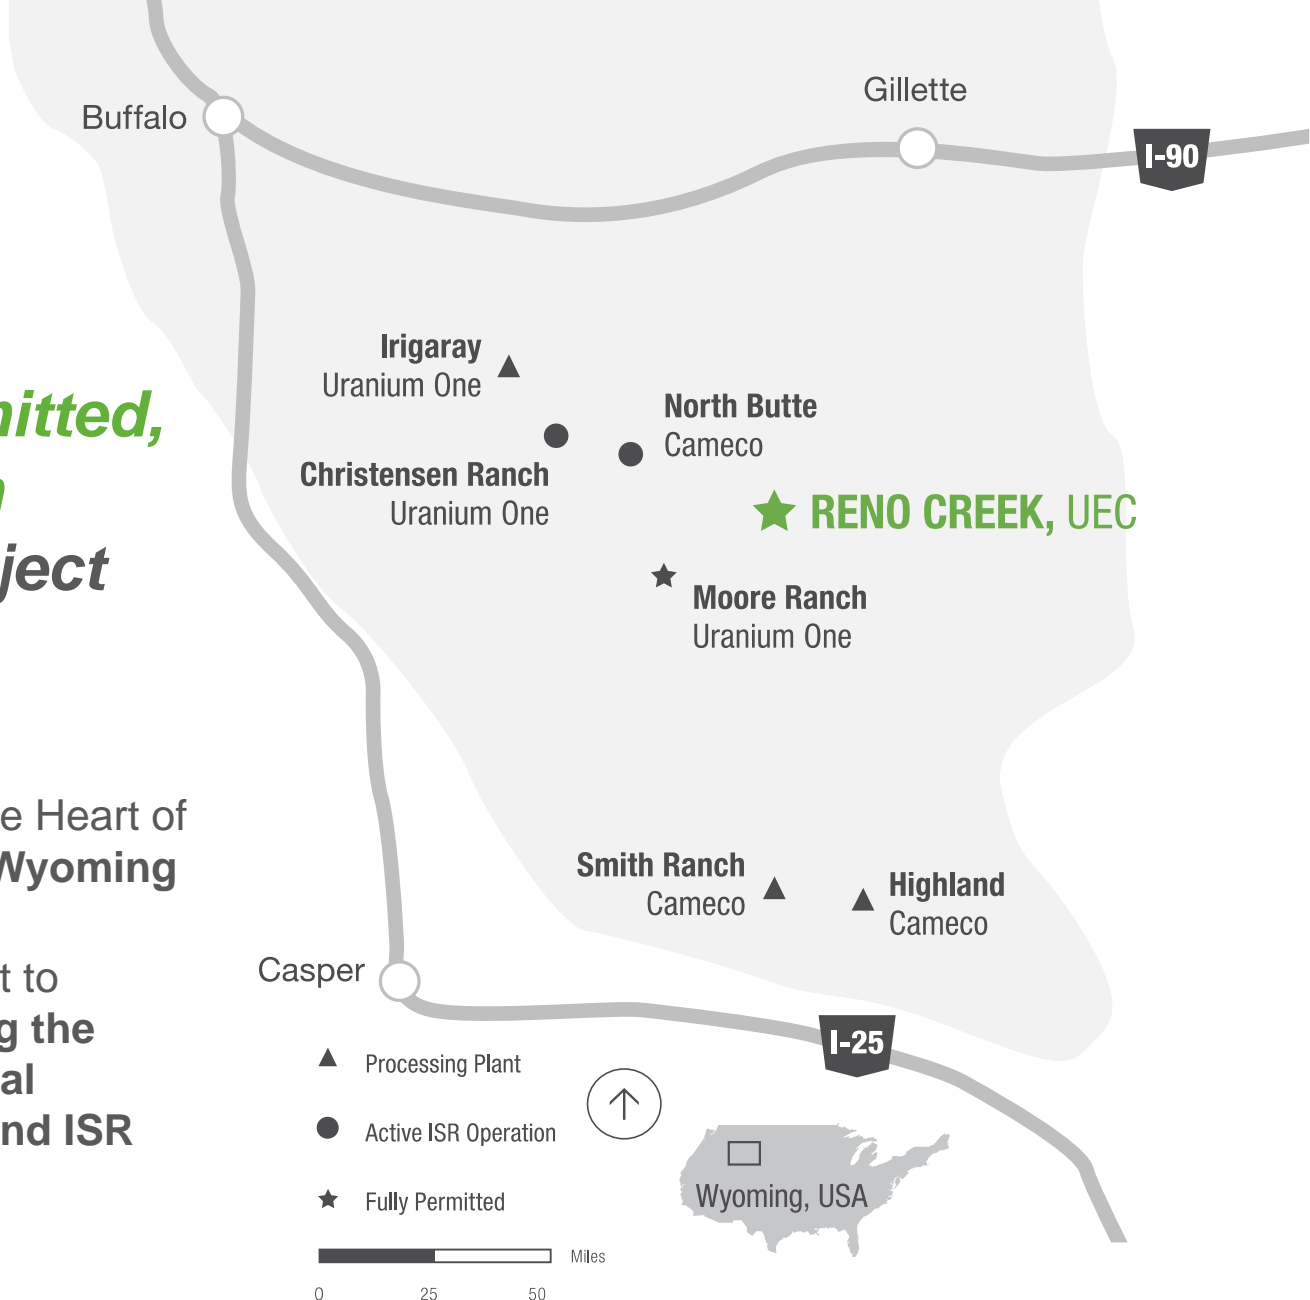 Buffalo
Gillette
I-90
Irigaray
Uranium One
North Butte
Cameco
Christensen Ranch
Uranium One
RENO CREEK, UEC
Moore Ranch
Uranium One
Smith Ranch
Cameco
Highland
Cameco
Casper
I-25
Processing Plant
Active ISR Operation
Fully Permitted
Wyoming, USA
Miles
0 25 50
mitted,
ject
e Heart of
Wyoming
t to
g the
al
nd ISR